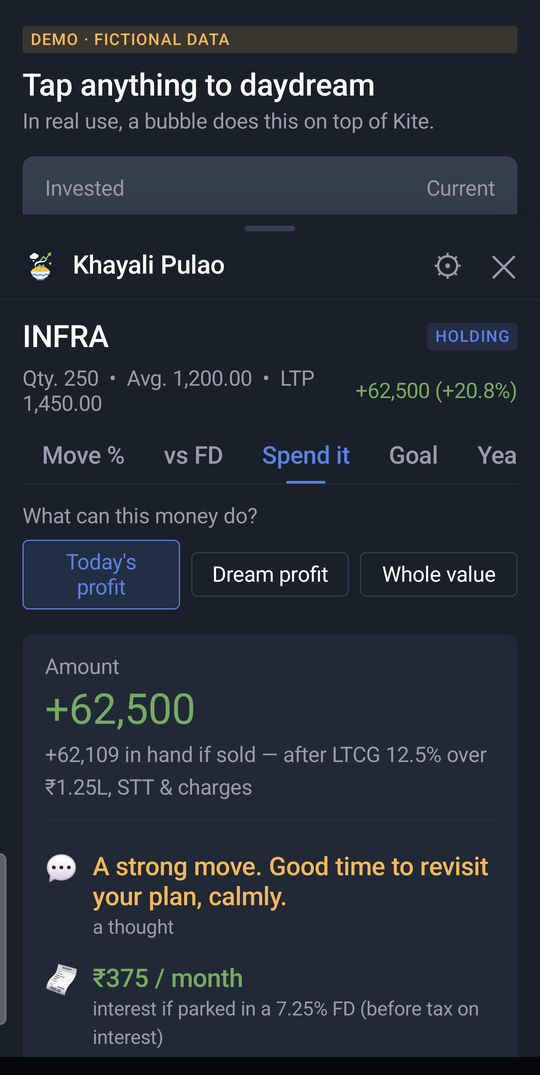 DEMO · FICTIONAL DATA
Tap anything to daydream
In real use, a bubble does this on top of Kite.
Invested Current
Khayali Pulao
INFRA HOLDING
Qty. 250 • Avg. 1,200.00 • LTP
1,450.00
+62,500 (+20.8%)
Move % vs FD Spend it Goal Yea
What can this money do?
Today's
profit
Dream profit Whole value
Amount
+62,500
+62,109 in hand if sold — after LTCG 12.5% over
₹1.25L, STT & charges
A strong move. Good time to revisit
your plan, calmly.
a thought
₹375 / month
interest if parked in a 7.25% FD (before tax on
interest)